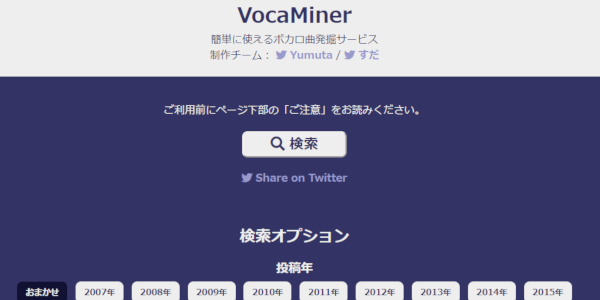 VocaMiner
簡単に使えるボカロ曲発掘サービス
制作チーム： Yumuta / すだ
ご利用前にページ下部の「ご注意」をお読みください。
検索
Share on Twitter
検索オプション
投稿年
おまかせ 2007年 2008年 2009年 2010年 2011年 2012年 2013年 2014年 2015年